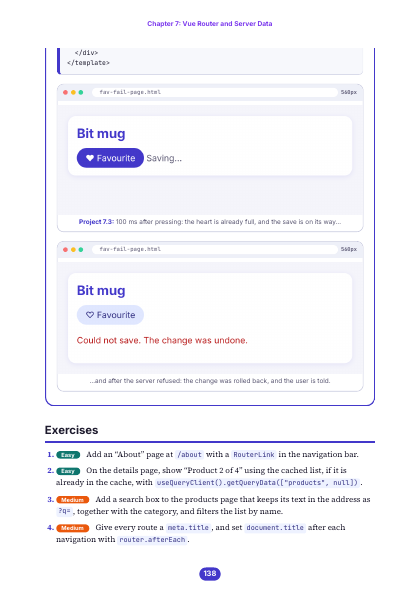 Chapter 7: Vue Router and Server Data
</div>
</template>
fav-fail-page.html
560px
Bit mug
♥ Favourite Saving...
Project 7.3: 100 ms after pressing: the heart is already full, and the save is on its way...
fav-fail-page.html
560px
Bit mug
♡ Favourite
Could not save. The change was undone.
...and after the server refused: the change was rolled back, and the user is told.
Exercises
1. Easy Add an “About” page at /about with a RouterLink in the navigation bar.
2. Easy On the details page, show “Product 2 of 4” using the cached list, if it is
already in the cache, with useQueryClient().getQueryData(["products", null]).
3. Medium Add a search box to the products page that keeps its text in the address as
?q=, together with the category, and filters the list by name.
4. Medium Give every route a meta.title, and set document.title after each
navigation with router.afterEach.
138